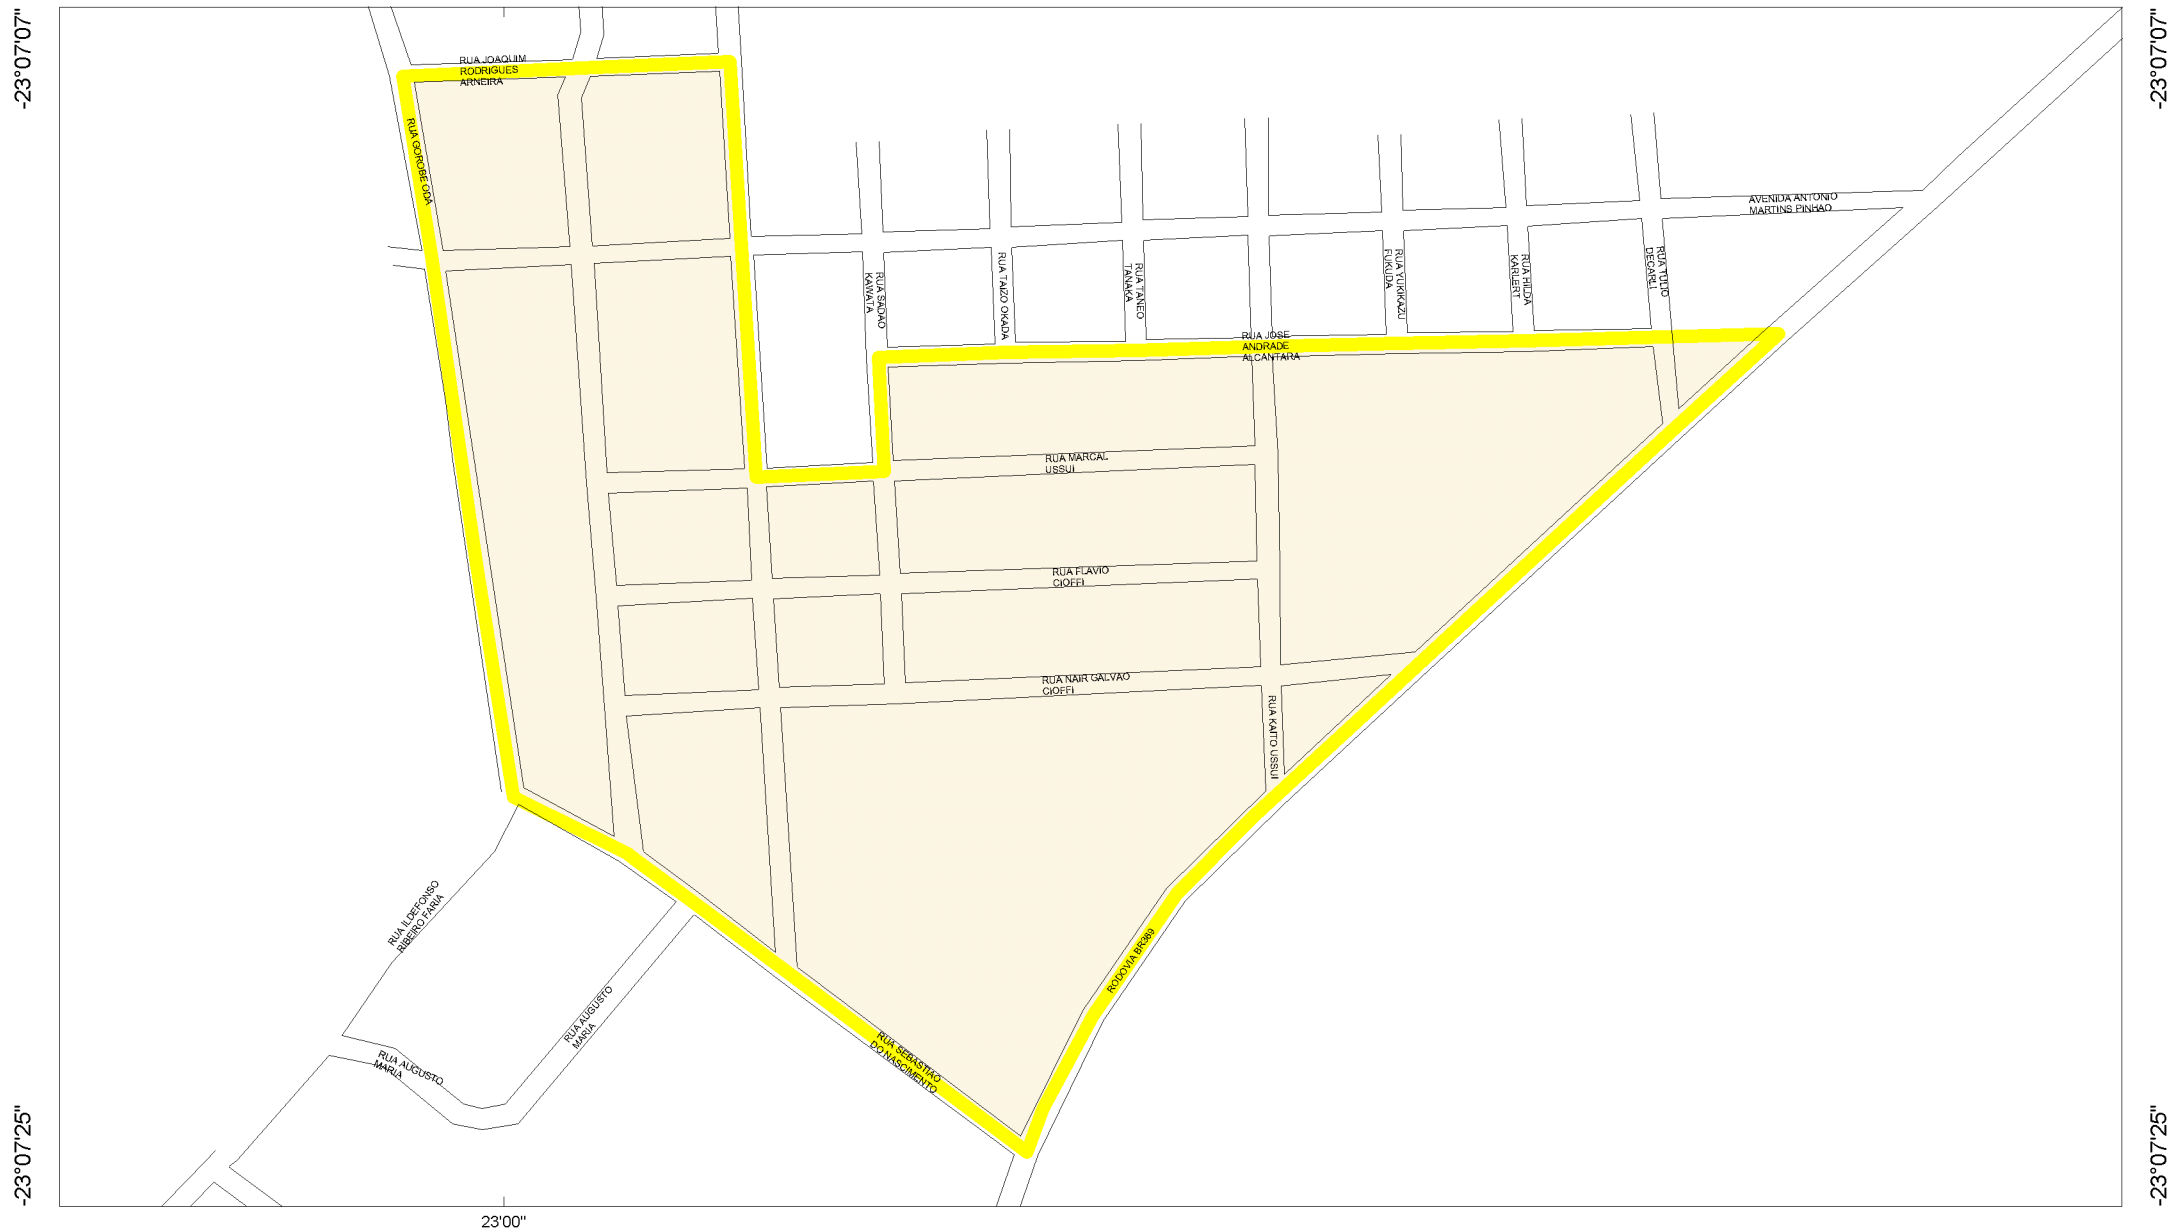 -23°07'07"
-23°07'07"
RUA JOAQUIM
RODRIGUES
ARNEIRA
RUA GOROBE ODA
AVENIDA ANTONIO
MARTINS PINHAO
RUA SADAO
KAWATA
RUA TAIZO OKADA
RUA TANEO
TANAKA
RUA YUKIKAZU
FUKUDA
RUA HILDA
KARLERT
RUA TULIO
DECARLI
RUA JOSE
ANDRADE
ALCANTARA
RUA MARCAL
USSUI
RUA FLAVIO
CIOFFI
RUA NAIR GALVAO
CIOFFI
RUA KAITO USSUI
RUA ILDEFONSO
RIBEIRO FARIA
RODOVIA BR369
RUA AUGUSTO
MARIA
RUA AUGUSTO
MARIA
RUA SEBASTIAO
DO NASCIMENTO
-23°07'25"
-23°07'25"
23'00"